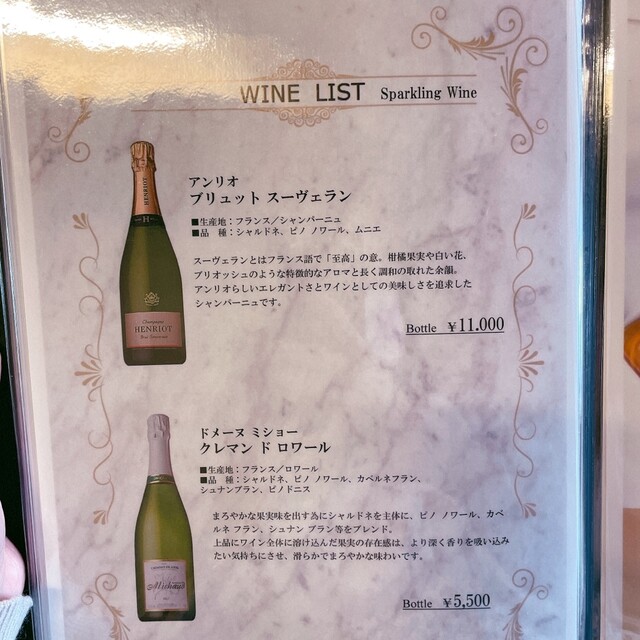 WINE LIST Sparkling Wine
アンリオ
ブリュット スーヴェラン
■生産地：フランス／シャンパーニュ
■品　種：シャルドネ、ピノ ノワール、ムニエ
スーヴェランとはフランス語で「至高」の意。柑橘果実や白い花、
ブリオッシュのような特徴的なアロマと長く調和の取れた余韻。
アンリオらしいエレガントさとワインとしての美味しさを追求した
シャンパーニュです。
Bottle ￥11.000
HENRIOT
H
Champagne
HENRIOT
Brut Souverain
ドメーヌ ミショー
クレマン ド ロワール
■生産地：フランス／ロワール
■品　種：シャルドネ、ピノ ノワール、カベルネフラン、
シュナンブラン、ピノドニス
まろやかな果実味を出す為にシャルドネを主体に、ピノ ノワール、カベ
ルネ フラン、シュナン ブラン等をブレンド。
上品にワイン全体に溶け込んだ果実の存在感は、より深く香りを吸い込み
たい気持ちにさせ、滑らかでまろやかな味わいです。
Bottle ￥5,500
Michaud